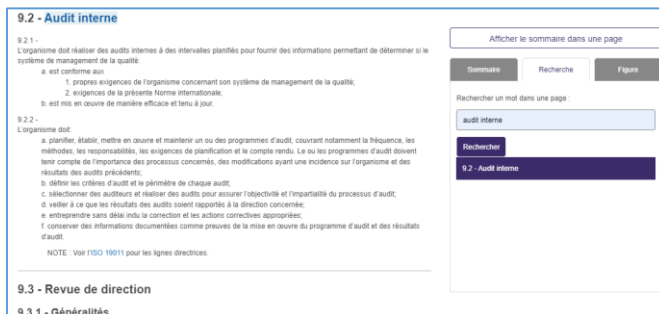 9.2 - Audit interne
9.2.1 -
L'organisme doit réaliser des audits internes à des intervalles planifiés pour fournir des informations permettant de déterminer si le
système de management de la qualité:
a. est conforme aux:
1. propres exigences de l'organisme concernant son système de management de la qualité;
2. exigences de la présente Norme internationale;
b. est mis en œuvre de manière efficace et tenu à jour.
9.2.2 -
L'organisme doit:
a. planifier, établir, mettre en œuvre et maintenir un ou des programmes d'audit, couvrant notamment la fréquence, les
méthodes, les responsabilités, les exigences de planification et le compte rendu. Le ou les programmes d'audit doivent
tenir compte de l'importance des processus concernés, des modifications ayant une incidence sur l'organisme et des
résultats des audits précédents;
b. définir les critères d'audit et le périmètre de chaque audit;
c. sélectionner des auditeurs et réaliser des audits pour assurer l'objectivité et l'impartialité du processus d'audit;
d. veiller à ce que les résultats des audits soient rapportés à la direction concernée;
e. entreprendre sans délai indu la correction et les actions correctives appropriées;
f. conserver des informations documentées comme preuves de la mise en œuvre du programme d'audit et des résultats
d'audit.
NOTE : Voir l'ISO 19011 pour les lignes directrices.
9.3 - Revue de direction
9.3.1 - Généralités
Afficher le sommaire dans une page
Sommaire
Recherche
Figure
Rechercher un mot dans une page :
audit interne
Rechercher
9.2 - Audit interne